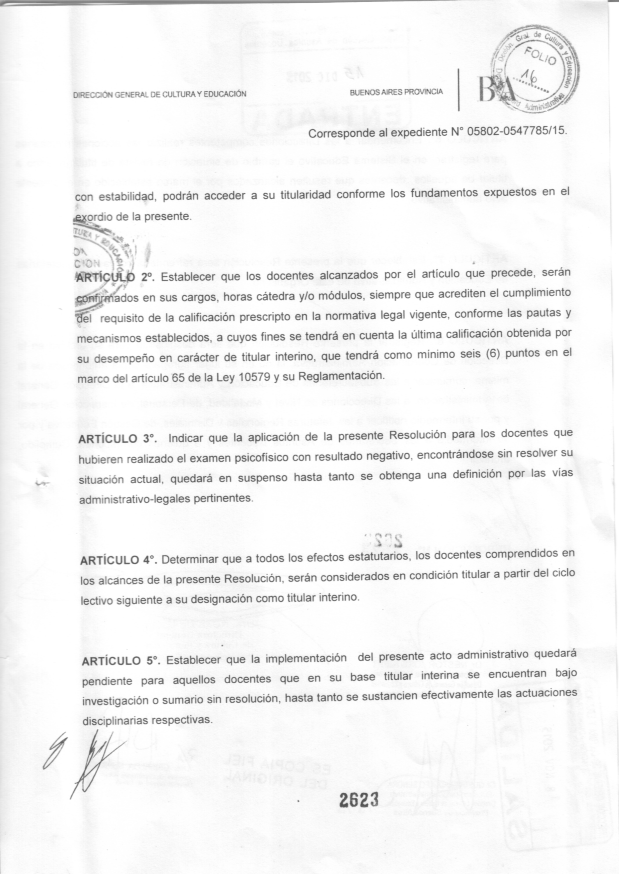 Gral de Cultura y Educación
FOLIO
16
Administrativa
DIRECCIÓN GENERAL DE CULTURA Y EDUCACIÓN
BUENOS AIRES PROVINCIA
BA
Corresponde al expediente N° 05802-0547785/15.
con estabilidad, podrán acceder a su titularidad conforme los fundamentos expuestos en el
exordio de la presente.
ARTÍCULO 2º. Establecer que los docentes alcanzados por el artículo que precede, serán
confirmados en sus cargos, horas cátedra y/o módulos, siempre que acrediten el cumplimiento
del requisito de la calificación prescripto en la normativa legal vigente, conforme las pautas y
mecanismos establecidos, a cuyos fines se tendrá en cuenta la última calificación obtenida por
su desempeño en carácter de titular interino, que tendrá como mínimo seis (6) puntos en el
marco del artículo 65 de la Ley 10579 y su Reglamentación.
ARTÍCULO 3°. Indicar que la aplicación de la presente Resolución para los docentes que
hubieren realizado el examen psicofísico con resultado negativo, encontrándose sin resolver su
situación actual, quedará en suspenso hasta tanto se obtenga una definición por las vías
administrativo-legales pertinentes.
ARTÍCULO 4°. Determinar que a todos los efectos estatutarios, los docentes comprendidos en
los alcances de la presente Resolución, serán considerados en condición titular a partir del ciclo
lectivo siguiente a su designación como titular interino.
ARTÍCULO 5°. Establecer que la implementación del presente acto administrativo quedará
pendiente para aquellos docentes que en su base titular interina se encuentran bajo
investigación o sumario sin resolución, hasta tanto se sustancien efectivamente las actuaciones
disciplinarias respectivas.
ES COPIA FIEL
DEL ORIGINAL
2623